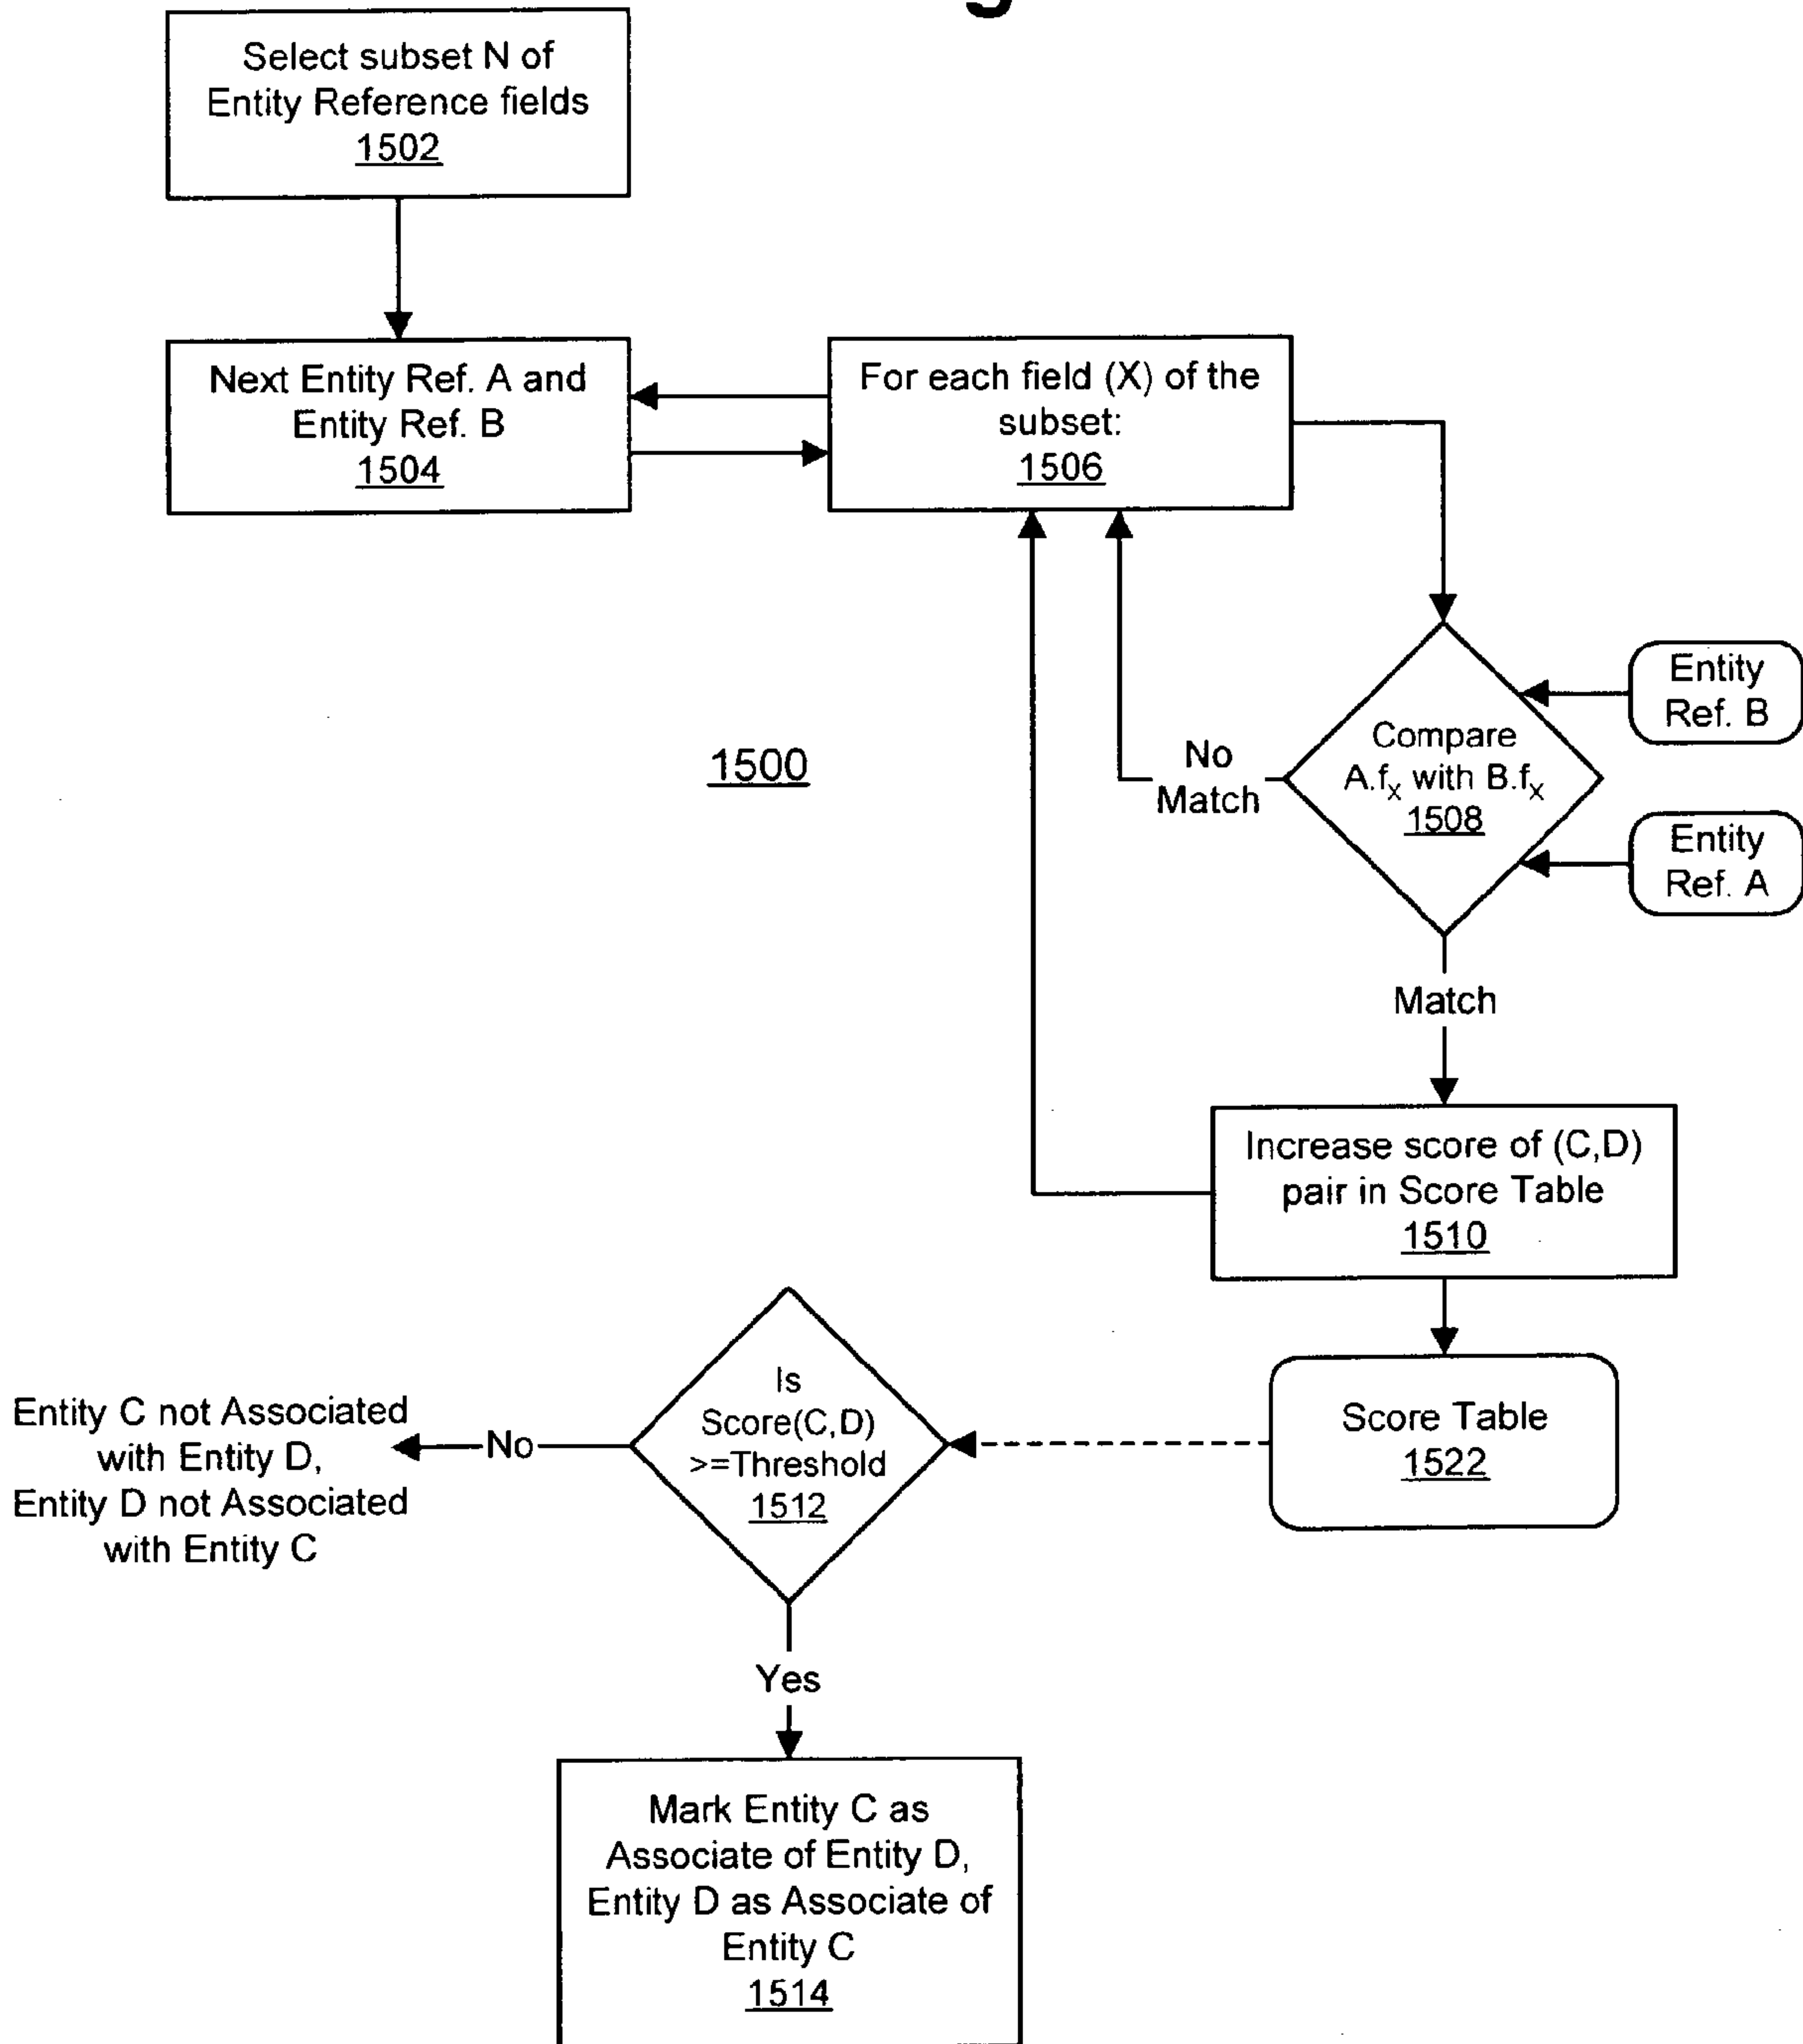 Select subset N of
Entity Reference fields
1502
Next Entity Ref. A and
Entity Ref. B
1504
For each field (X) of the
subset:
1506
Entity
Ref. B
Compare
A.fx with B.fx
1508
No
Match
1500
Entity
Ref. A
Match
Increase score of (C,D)
pair in Score Table
1510
Is
Score(C,D)
>=Threshold
1512
Score Table
1522
No
Entity C not Associated
with Entity D,
Entity D not Associated
with Entity C
Yes
Mark Entity C as
Associate of Entity D,
Entity D as Associate of
Entity C
1514